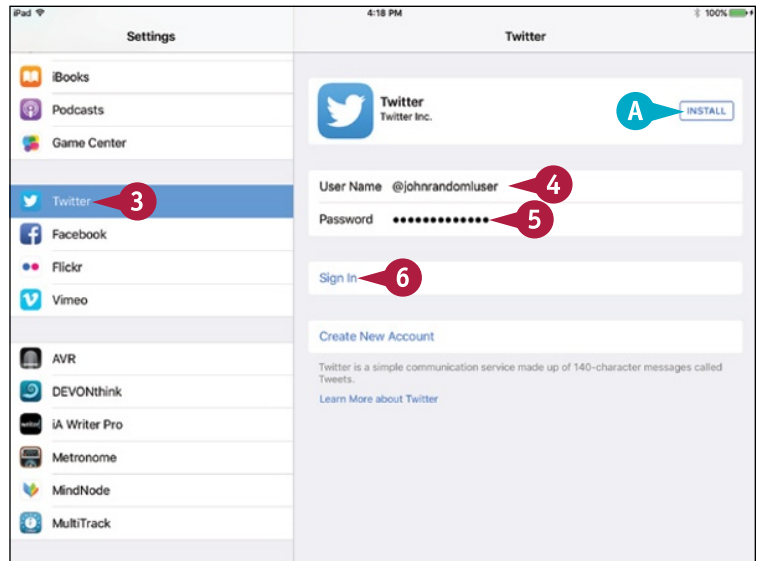 iPad 4:18 PM 100%
Settings Twitter
iBooks
Podcasts
Game Center
Twitter 3
Facebook
Flickr
Vimeo
AVR
DEVONthink
iA Writer Pro
Metronome
MindNode
MultiTrack
Twitter
Twitter Inc.
A INSTALL
User Name @johnrandomluser 4
Password ●●●●●●●●●●●●● 5
Sign In 6
Create New Account
Twitter is a simple communication service made up of 140-character messages called
Tweets.
Learn More about Twitter